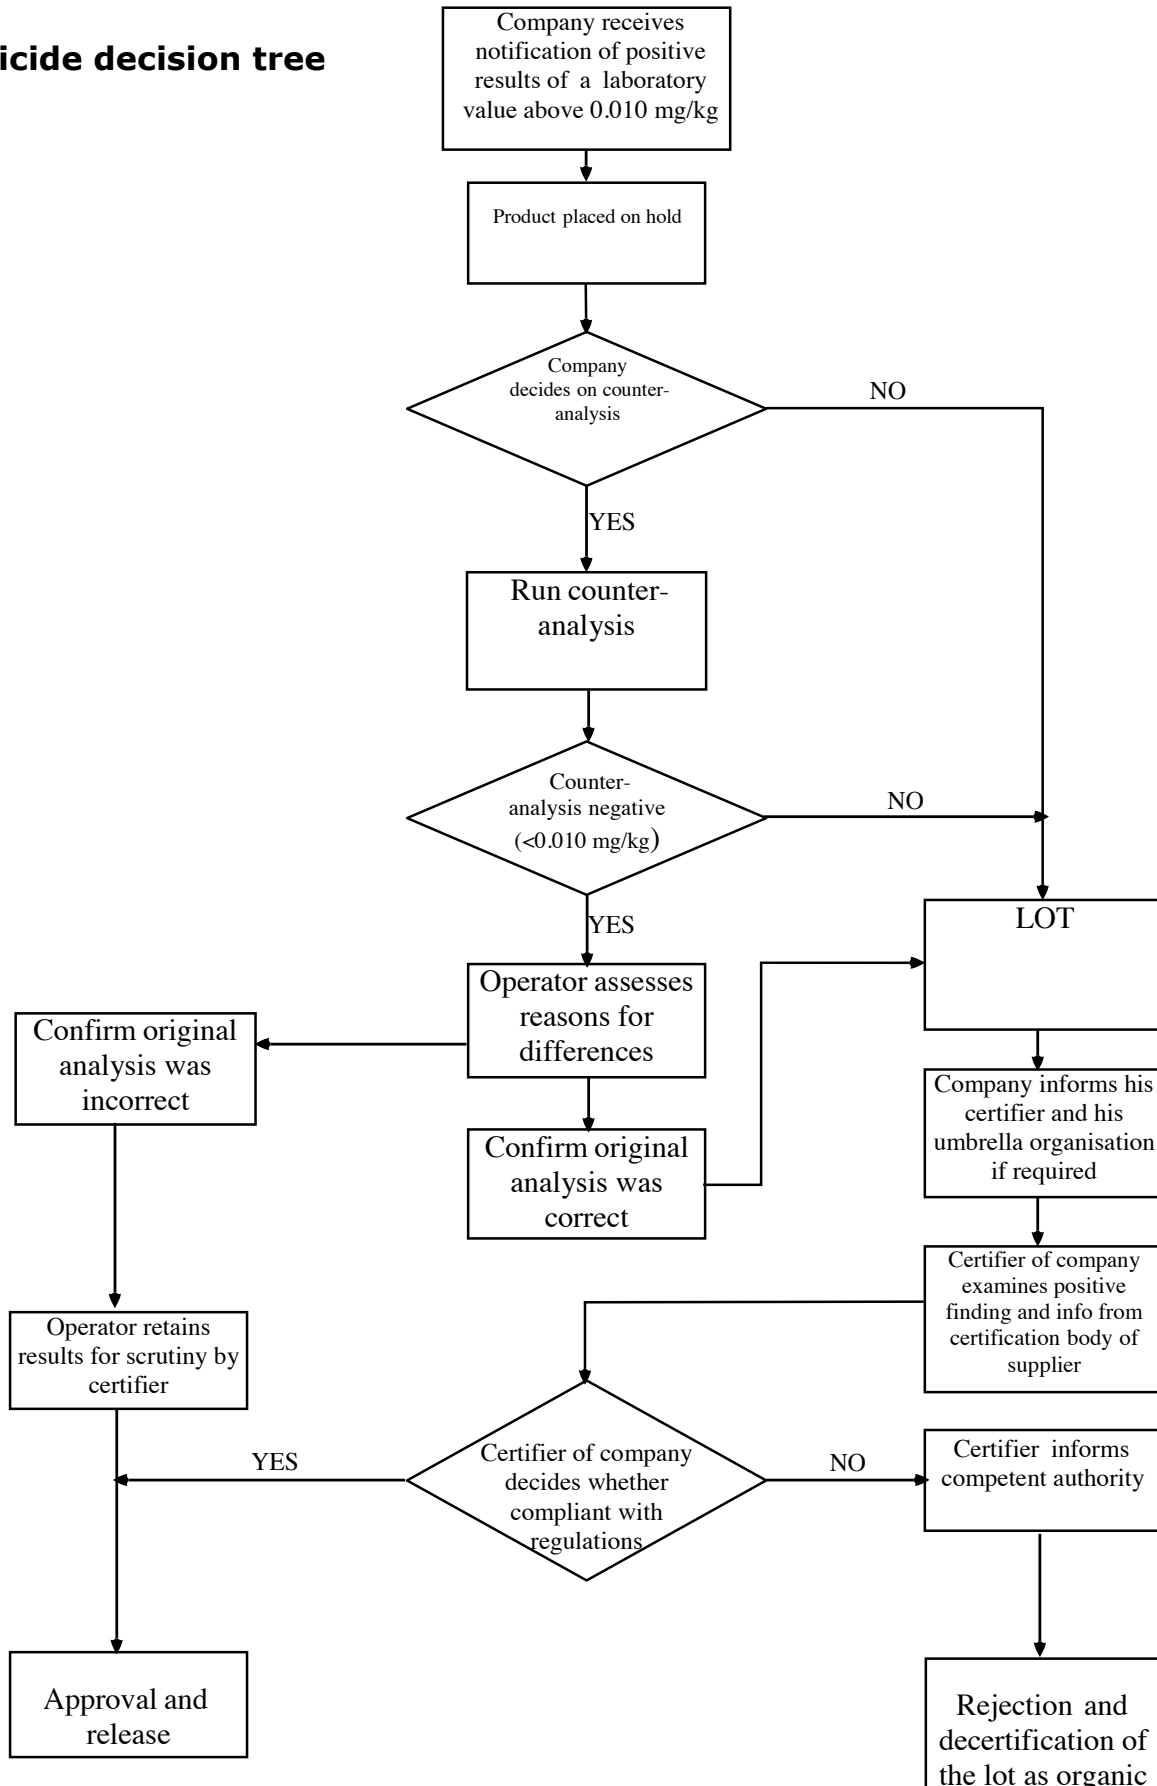 icide decision tree
Company receives
notification of positive
results of a laboratory
value above 0.010 mg/kg
Product placed on hold
Company
decides on counter-
analysis
NO
YES
Run counter-
analysis
Counter-
analysis negative
(<0.010 mg/kg)
NO
YES
LOT
Operator assesses
reasons for
differences
Confirm original
analysis was
incorrect
Confirm original
analysis was
correct
Company informs his
certifier and his
umbrella organisation
if required
Certifier of company
examines positive
finding and info from
certification body of
supplier
Operator retains
results for scrutiny by
certifier
Certifier of company
decides whether
compliant with
regulations
YES
NO
Certifier informs
competent authority
Approval and
release
Rejection and
decertification of
the lot as organic